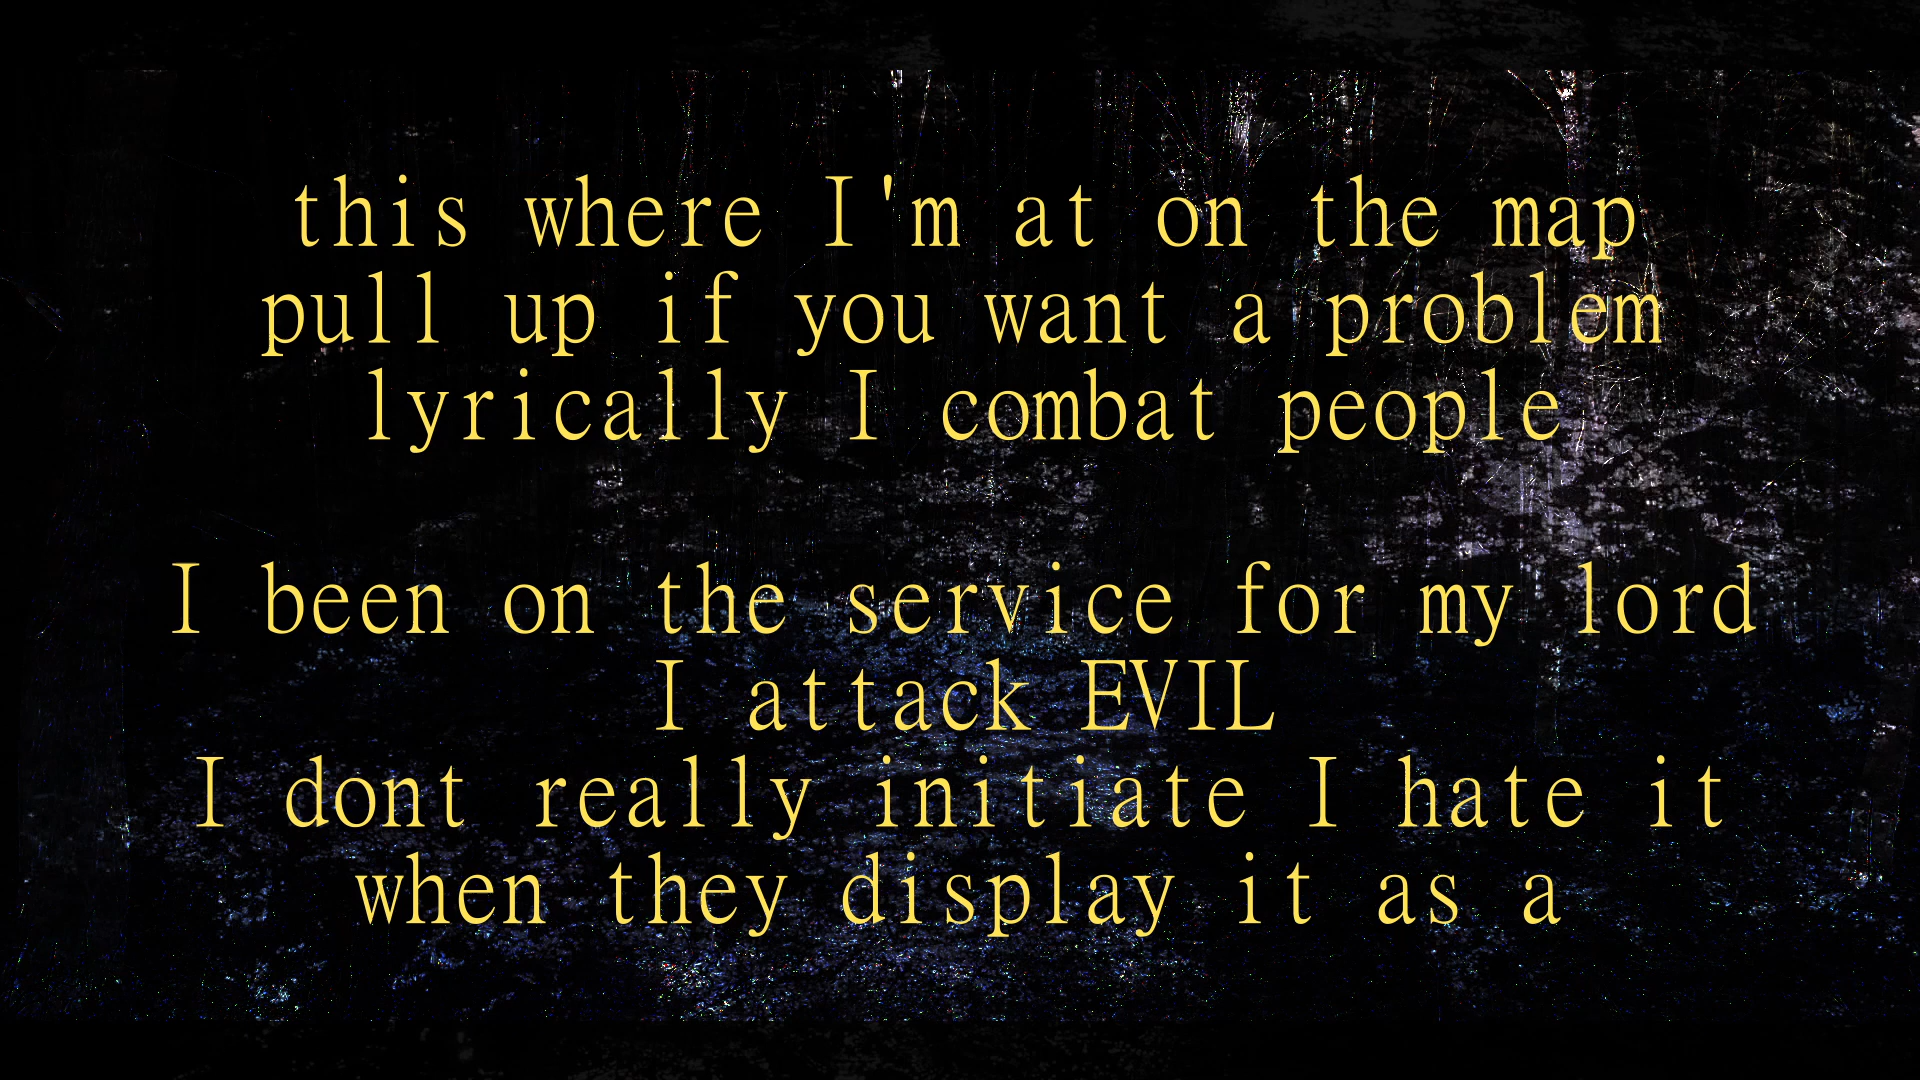 this where I'm at on the map
pull up if you want a problem
lyrically I combat people
I been on the service for my lord
I attack EVIL
I dont really initiate I hate it
when they display it as a